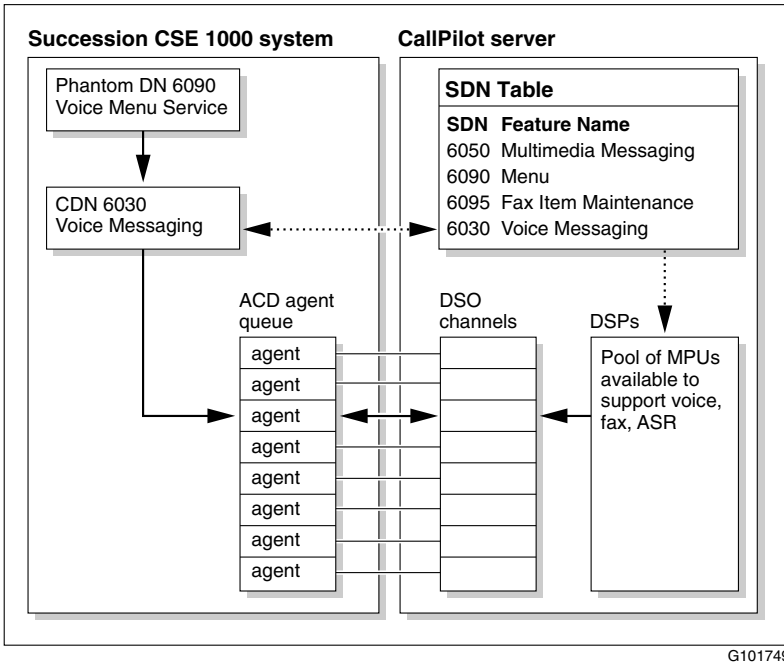 Succession CSE 1000 system
CallPilot server
Phantom DN 6090
Voice Menu Service
CDN 6030
Voice Messaging
SDN Table
SDN Feature Name
6050 Multimedia Messaging
6090 Menu
6095 Fax Item Maintenance
6030 Voice Messaging
ACD agent
queue
agent
agent
agent
agent
agent
agent
agent
agent
DSO
channels
DSPs
Pool of MPUs
available to
support voice,
fax, ASR
G101749